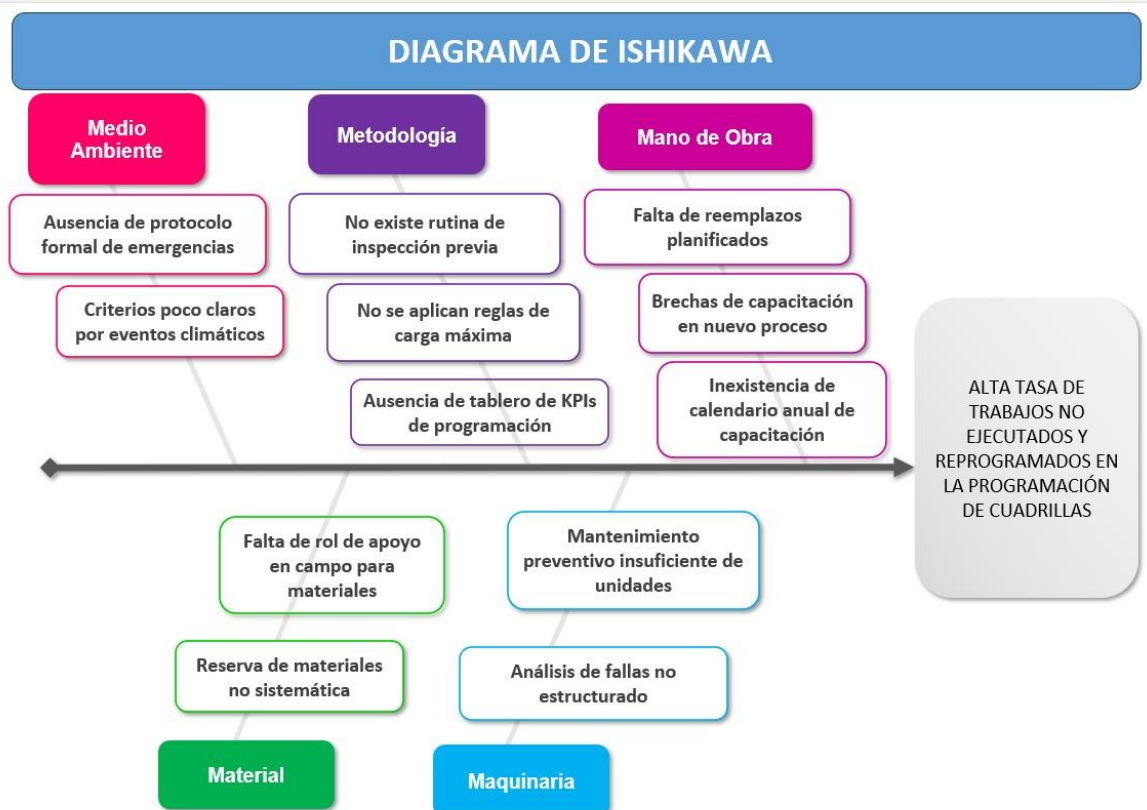 DIAGRAMA DE ISHIKAWA
Medio
Ambiente
Ausencia de protocolo
formal de emergencias
Criterios poco claros
por eventos climáticos
Metodología
No existe rutina de
inspección previa
No se aplican reglas de
carga máxima
Ausencia de tablero de KPIs
de programación
Mano de Obra
Falta de reemplazos
planificados
Brechas de capacitación
en nuevo proceso
Inexistencia de
calendario anual de
capacitación
ALTA TASA DE
TRABAJOS NO
EJECUTADOS Y
REPROGRAMADOS EN
LA PROGRAMACIÓN
DE CUADRILLAS
Falta de rol de apoyo
en campo para
materiales
Reserva de materiales
no sistemática
Material
Mantenimiento
preventivo insuficiente de
unidades
Análisis de fallas no
estructurado
Maquinaria